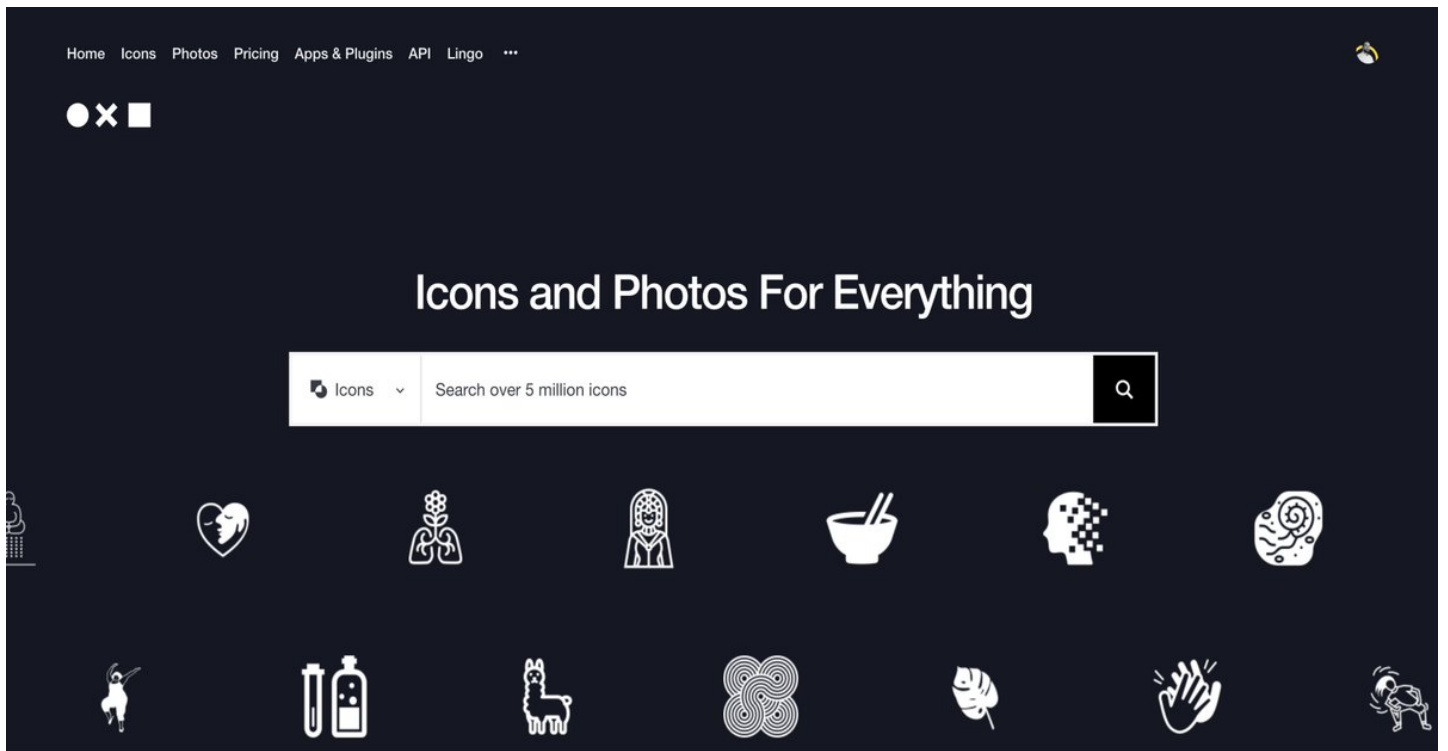 Home Icons Photos Pricing Apps & Plugins API Lingo •••
Icons and Photos For Everything
Icons Search over 5 million icons